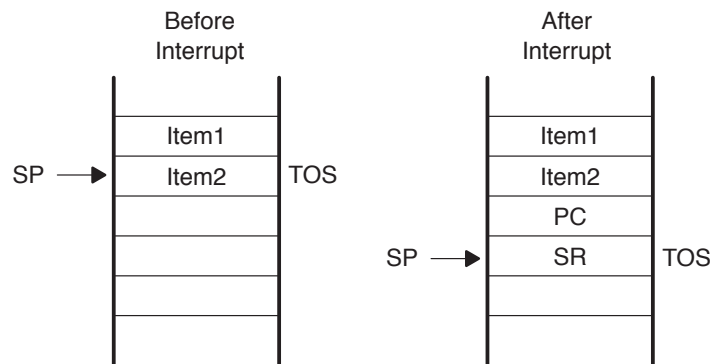 Before
Interrupt
Item1
SP
Item2
TOS
After
Interrupt
Item1
Item2
PC
SP
SR
TOS